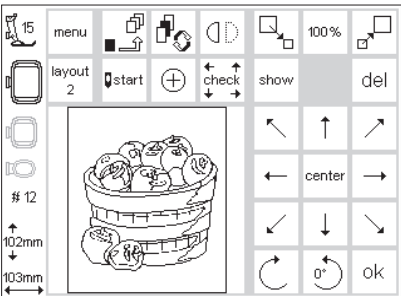 15
menu
100%
layout
2
start
check
show
del
center
# 12
102mm
103mm
0°
ok